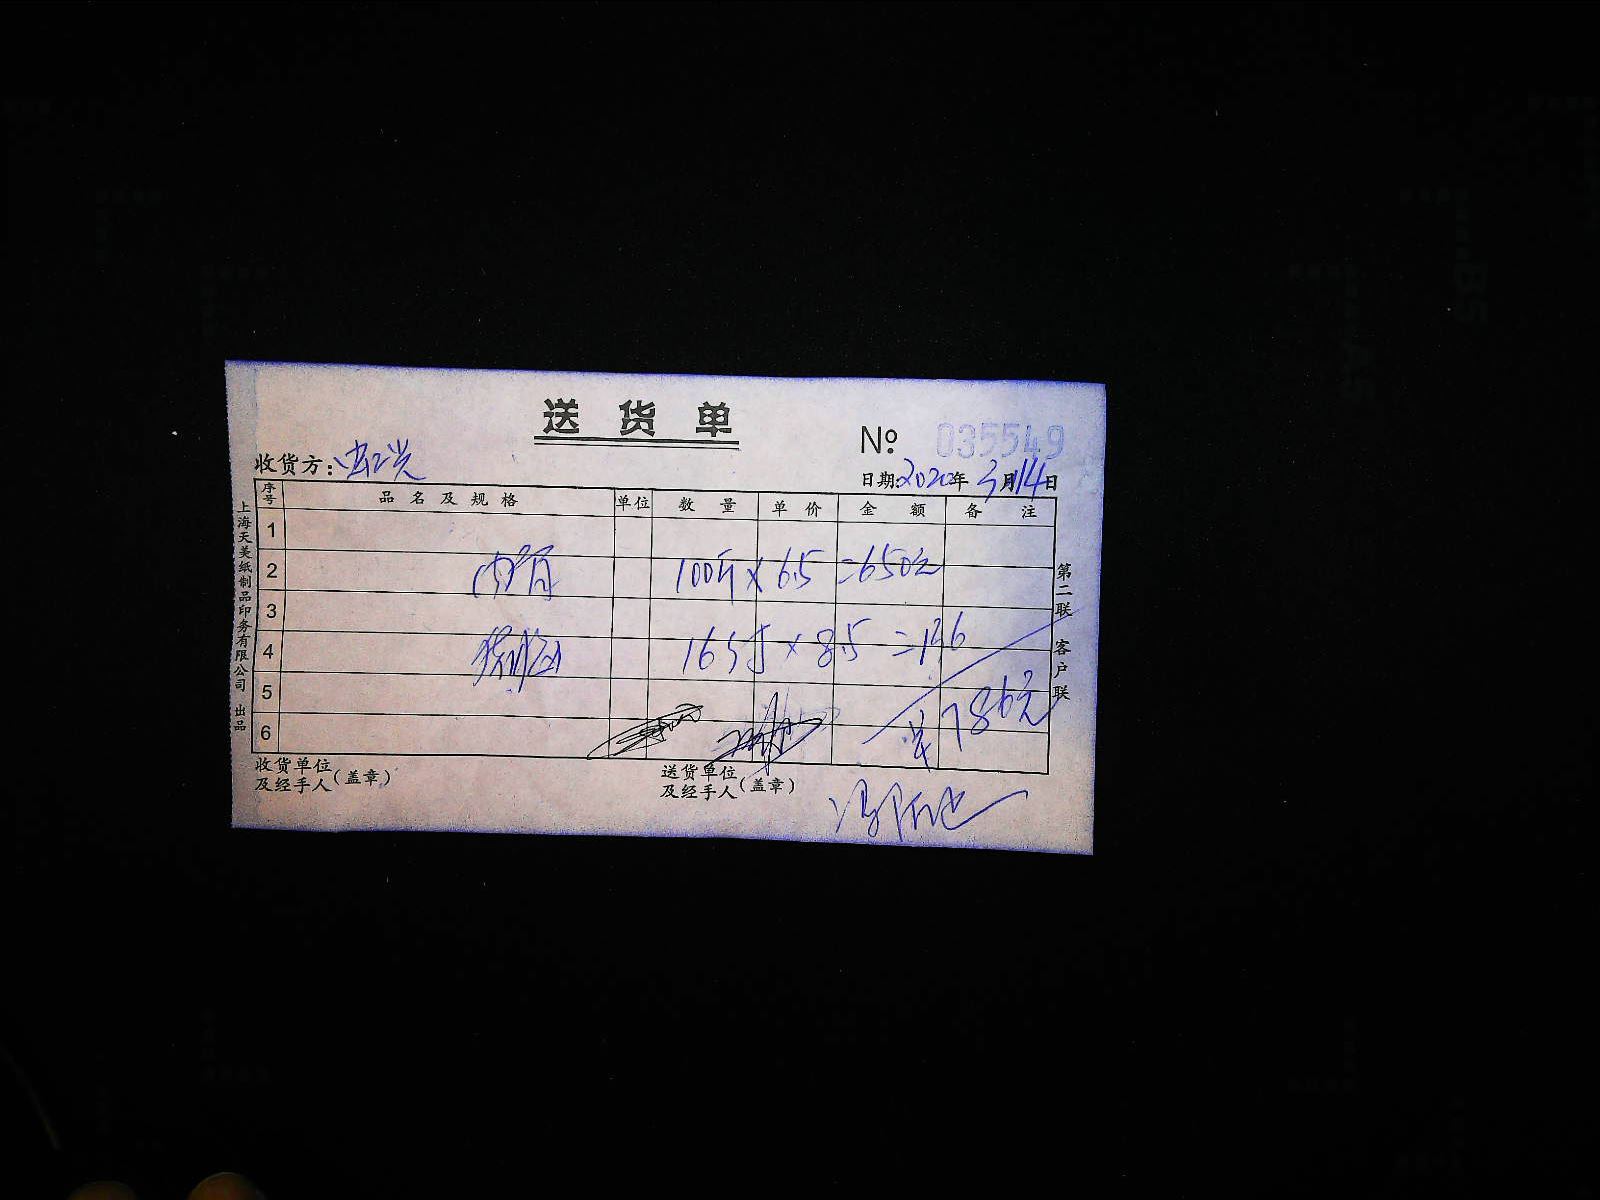 送货单
№ 035549
收货方:
日期:2020年3月14日
序号 品名及规格 单位 数量 单价 金额 备注
1
2 100斤 × 6.5 =650元
3
4 16斤 × 8.5 =136
5
6 共786元
收货单位及经手人(盖章)
送货单位及经手人(盖章)
上海天美纸制品印务有限公司 出品
第二联 客户联